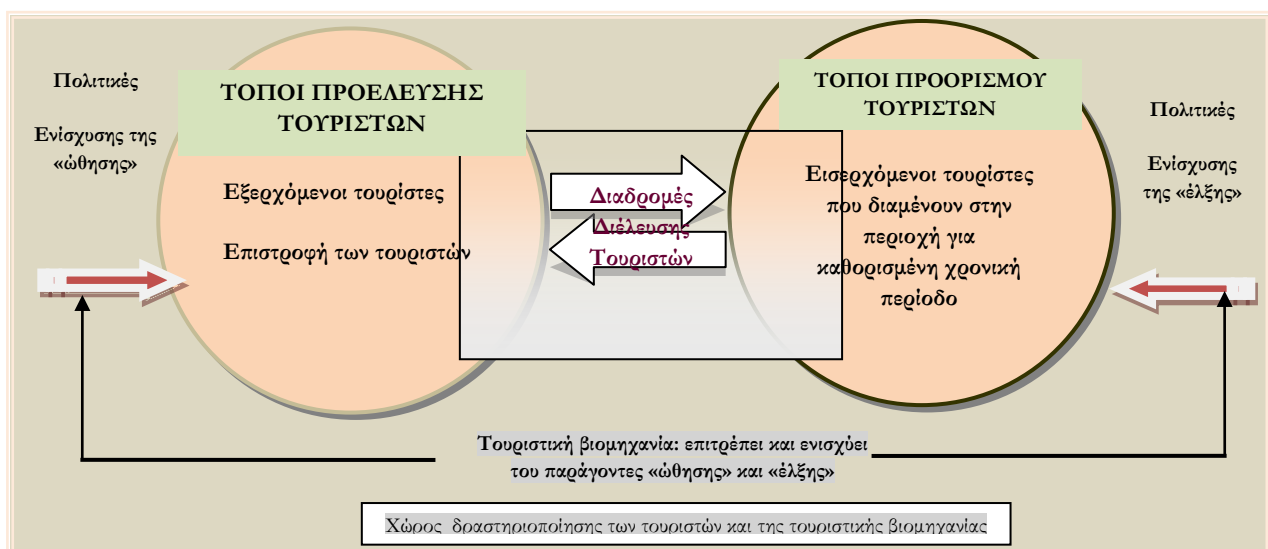 Πολιτικές
Ενίσχυσης της
«ώθησης»
ΤΟΠΟΙ ΠΡΟΕΛΕΥΣΗΣ
ΤΟΥΡΙΣΤΩΝ
Εξερχόμενοι τουρίστες
Επιστροφή των τουριστών
Διαδρομές
Διέλευσης
Τουριστών
ΤΟΠΟΙ ΠΡΟΟΡΙΣΜΟΥ
ΤΟΥΡΙΣΤΩΝ
Εισερχόμενοι τουρίστες
που διαμένουν στην
περιοχή για
καθορισμένη χρονική
περίοδο
Πολιτικές
Ενίσχυσης
της «έλξης»
Τουριστική βιομηχανία: επιτρέπει και ενισχύει
του παράγοντες «ώθησης» και «έλξης»
Χώρος δραστηριοποίησης των τουριστών και της τουριστικής βιομηχανίας